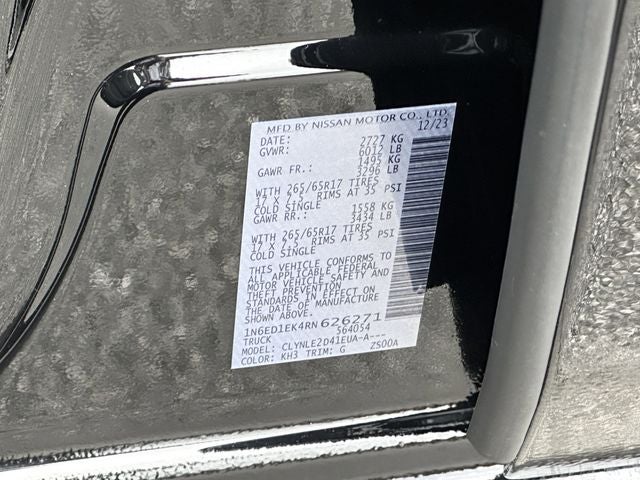 MFD BY NISSAN MOTOR CO., LTD.
DATE: 12/23
GVWR: 2727 KG
6012 LB
GAWR FR.: 1495 KG
3296 LB
WITH 265/65R17 TIRES
17 X 7.5 RIMS AT 35 PSI
COLD SINGLE
GAWR RR.: 1558 KG
3434 LB
WITH 265/65R17 TIRES
17 X 7.5 RIMS AT 35 PSI
COLD SINGLE
THIS VEHICLE CONFORMS TO
ALL APPLICABLE FEDERAL
MOTOR VEHICLE SAFETY AND
THEFT PREVENTION
STANDARDS IN EFFECT ON
THE DATE OF MANUFACTURE
SHOWN ABOVE.
1N6ED1EK4RN626271
TRUCK 564054
MODEL: CLYNLE2D41EUA-A---
COLOR: KH3 TRIM: G ZS00A